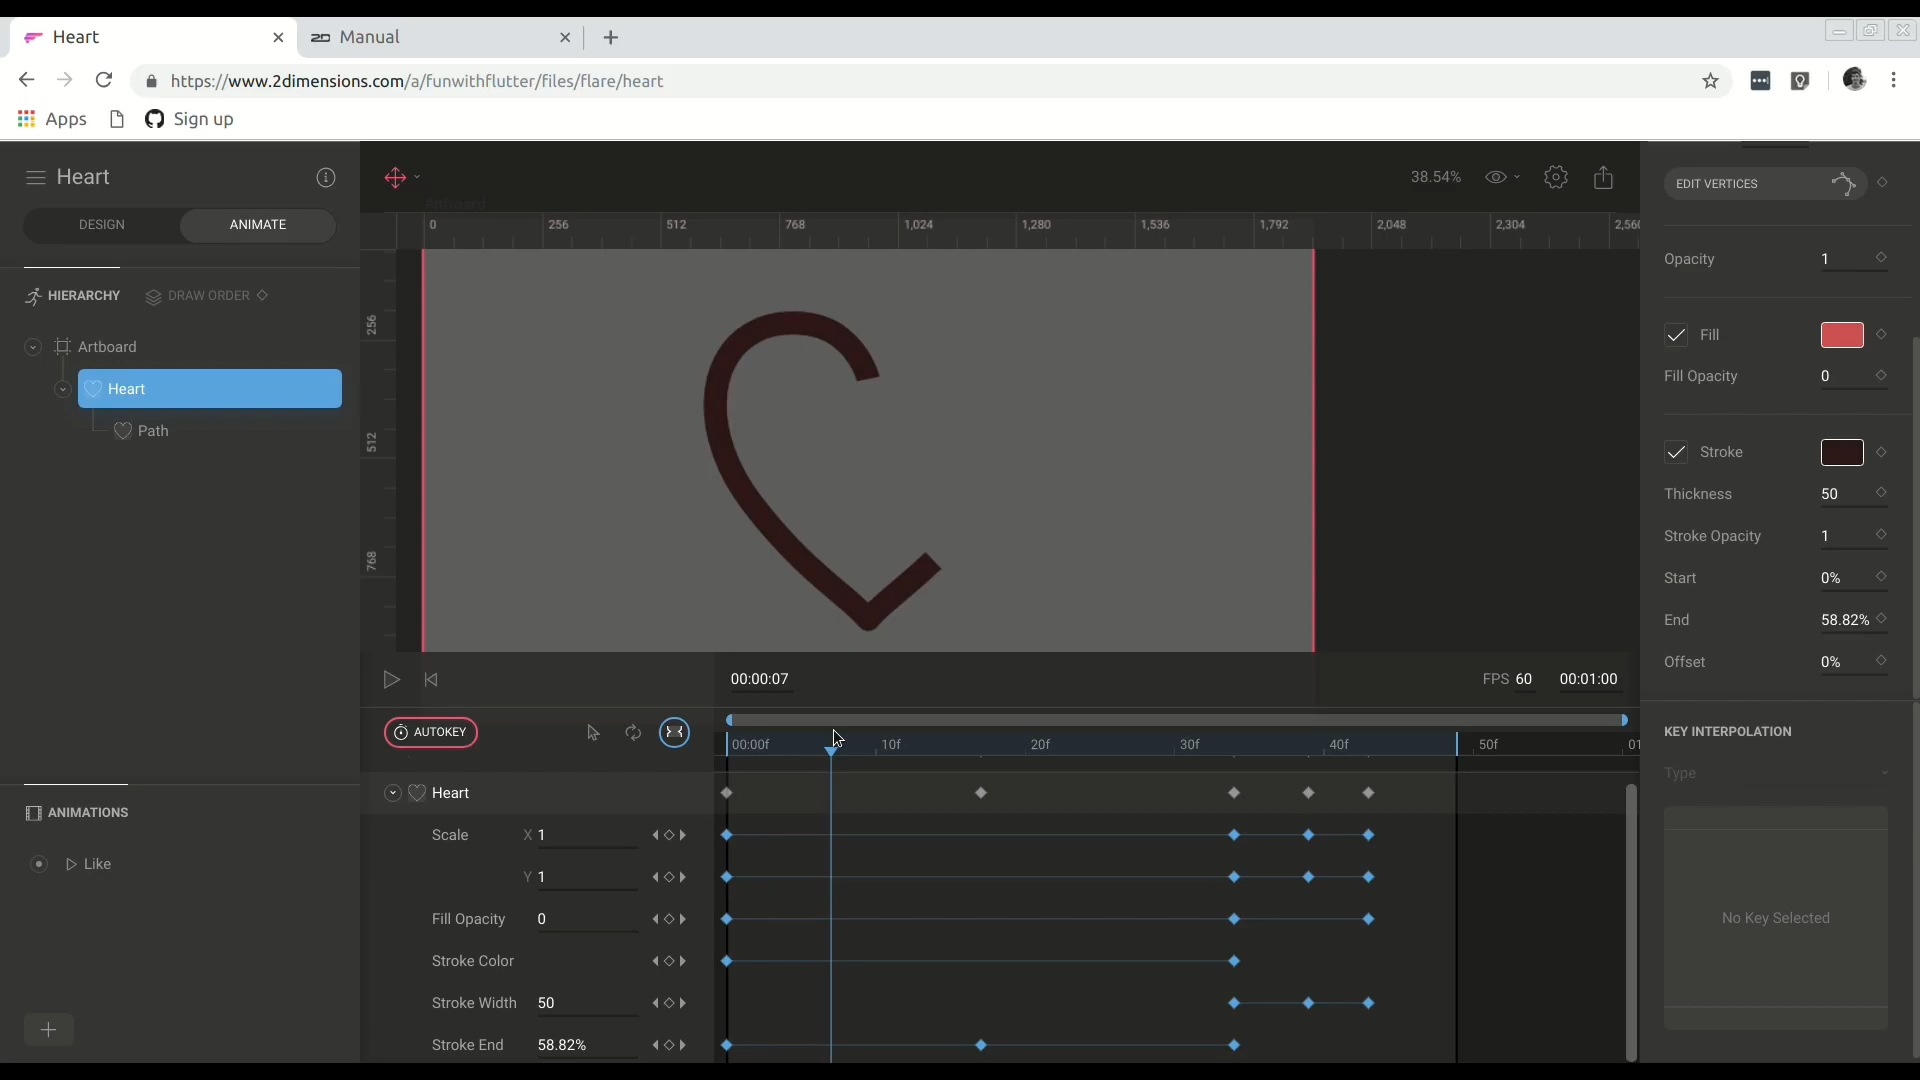 Heart
Manual
https://www.2dimensions.com/a/funwithflutter/files/flare/heart
Apps
Sign up
Heart
DESIGN
ANIMATE
38.54%
EDIT VERTICES
Artboard
0
256
512
768
1,024
1,280
1,536
1,792
2,048
2,304
2,560
256
512
768
HIERARCHY
DRAW ORDER
Artboard
Heart
Path
Opacity 1
Fill
Fill Opacity 0
Stroke
Thickness 50
Stroke Opacity 1
Start 0%
End 58.82%
Offset 0%
00:00:07
FPS 60
00:01:00
AUTOKEY
00:00f
10f
20f
30f
40f
50f
01
KEY INTERPOLATION
Type
No Key Selected
Heart
Scale X 1
Y 1
Fill Opacity 0
Stroke Color
Stroke Width 50
Stroke End 58.82%
ANIMATIONS
Like